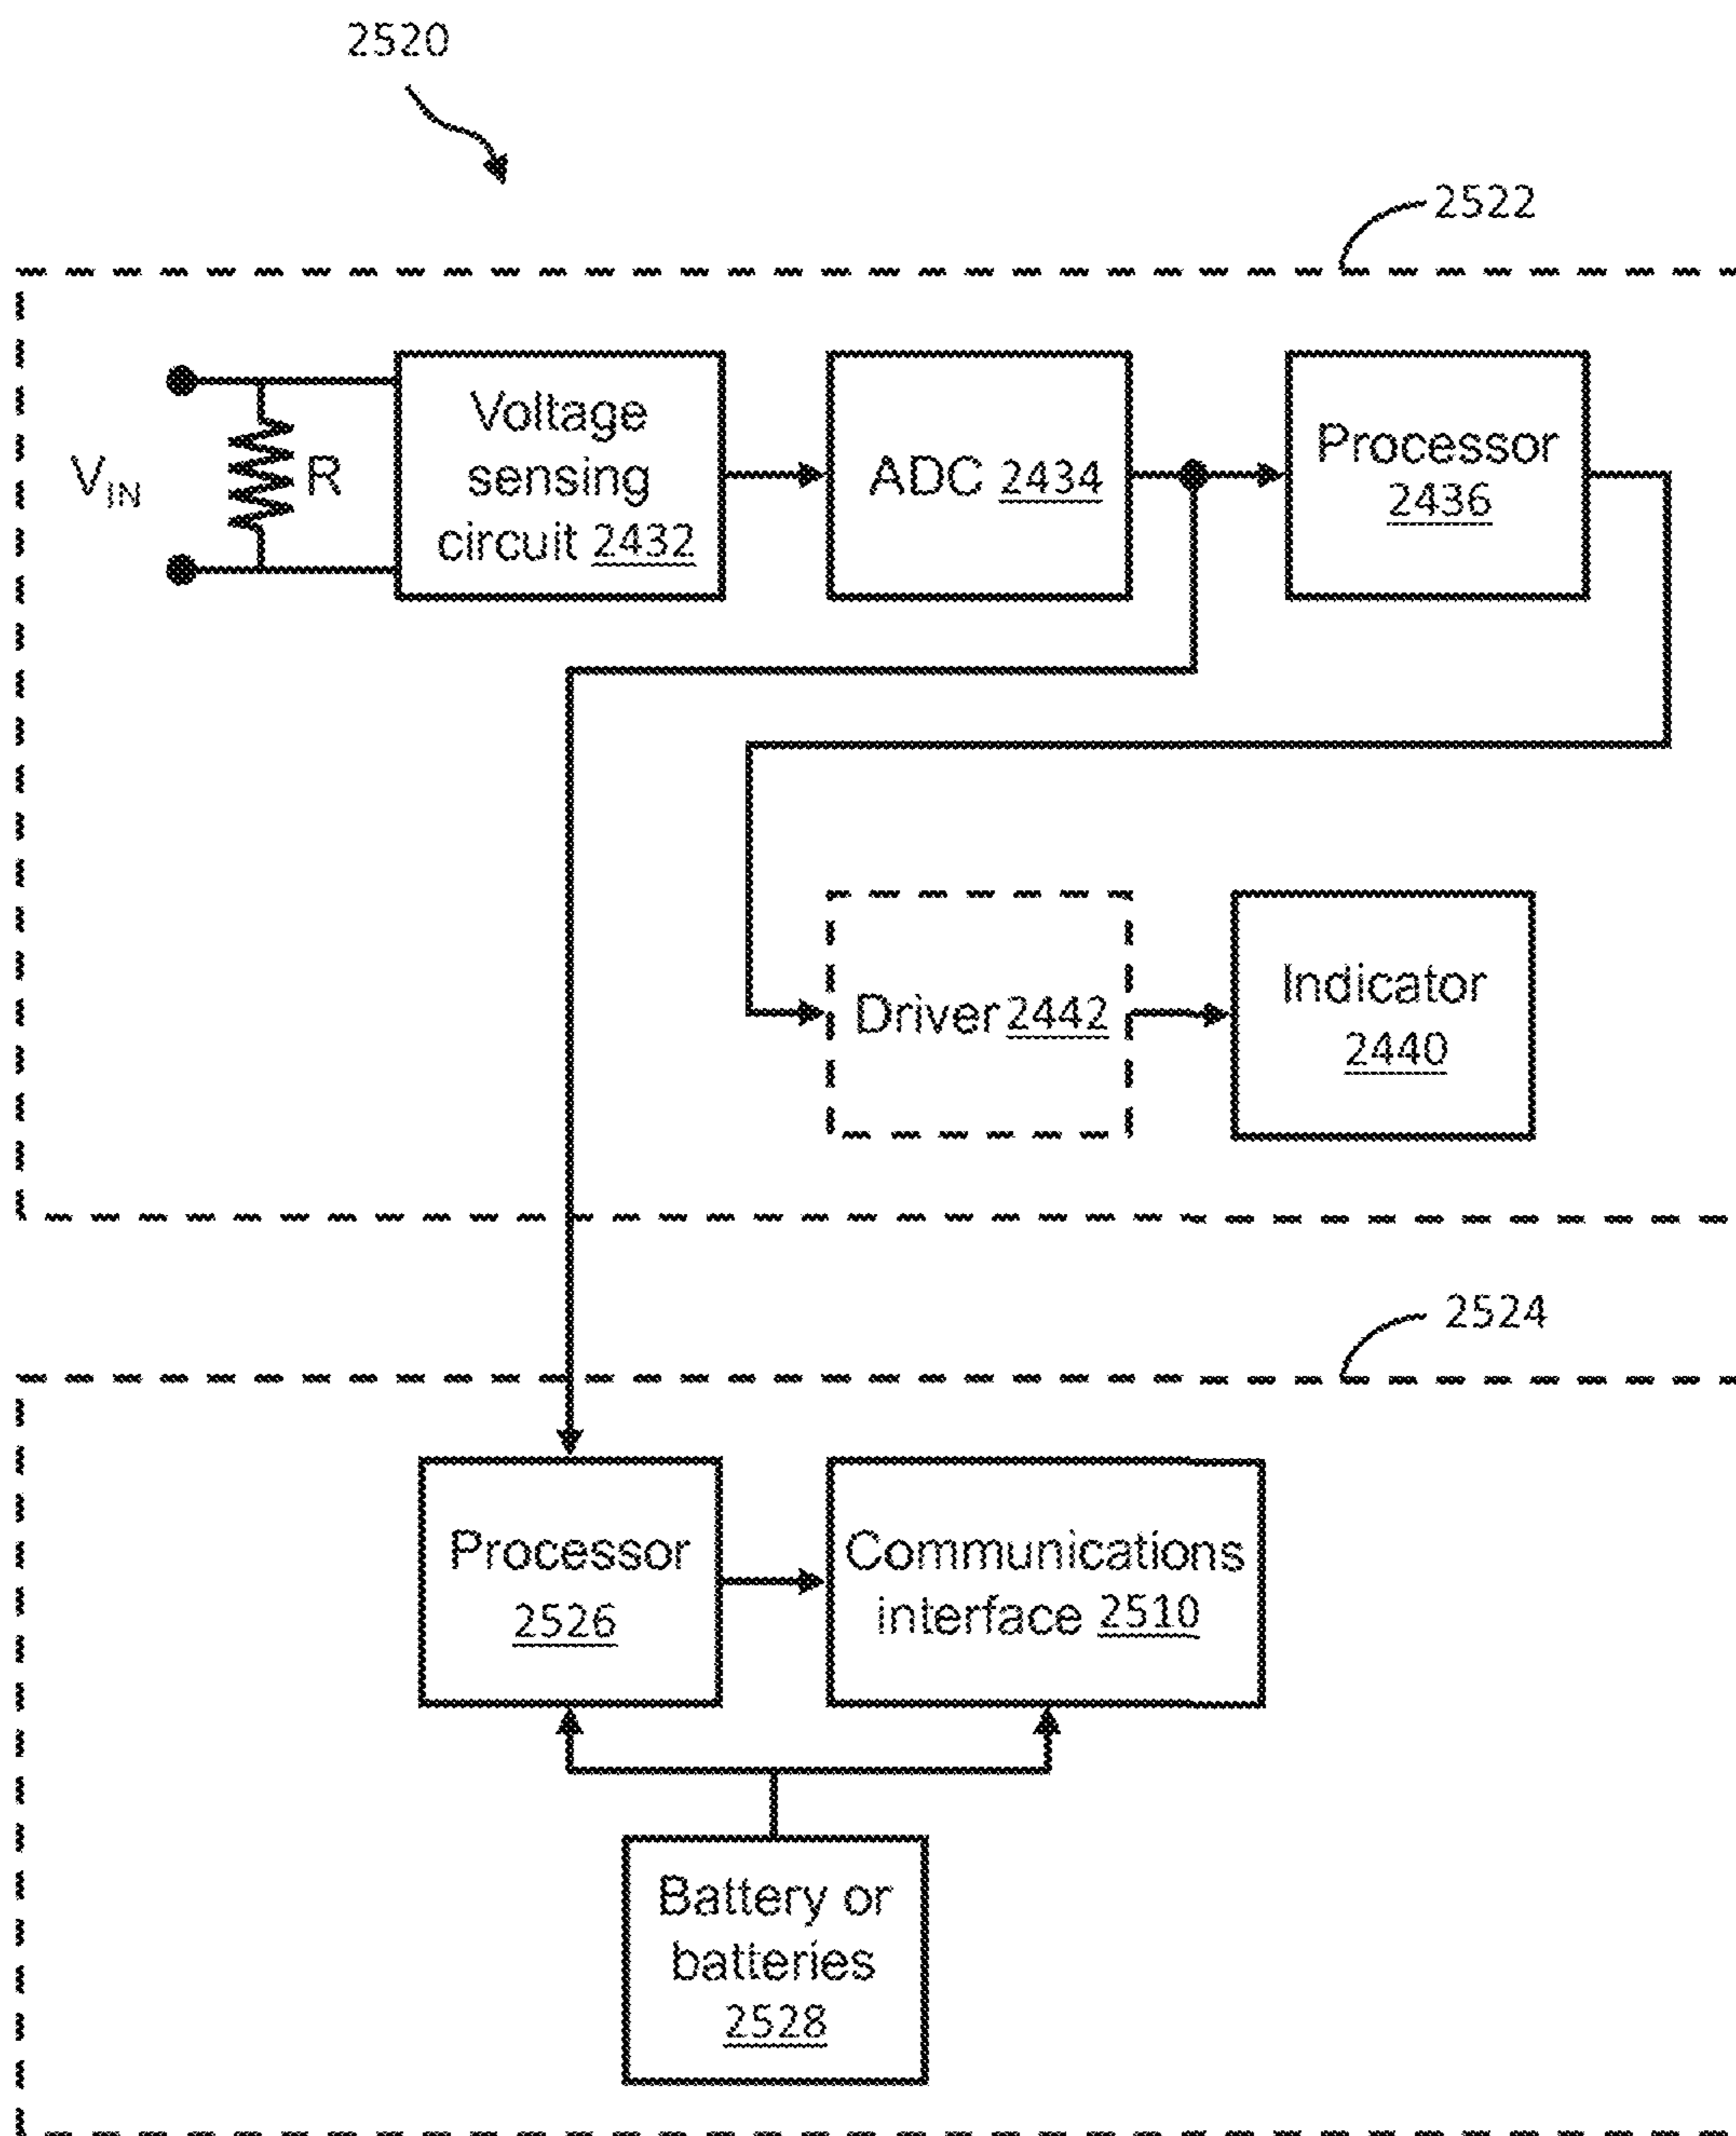 2520
2522
Voltage
sensing
circuit 2432
V_IN
R
ADC 2434
Processor
2436
Driver 2442
Indicator
2440
2524
Processor
2526
Communications
interface 2510
Battery or
batteries
2528